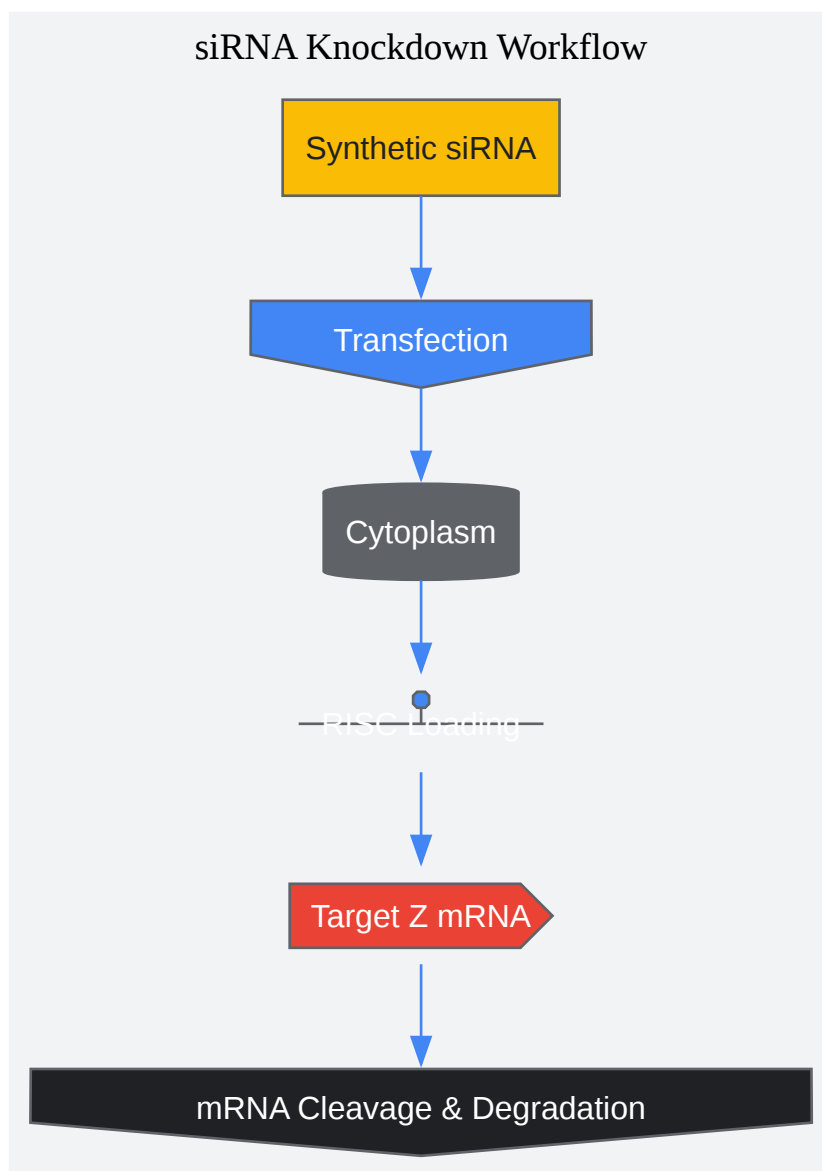 siRNA Knockdown Workflow
Synthetic siRNA
Transfection
Cytoplasm
RISC Loading
Target Z mRNA
mRNA Cleavage & Degradation